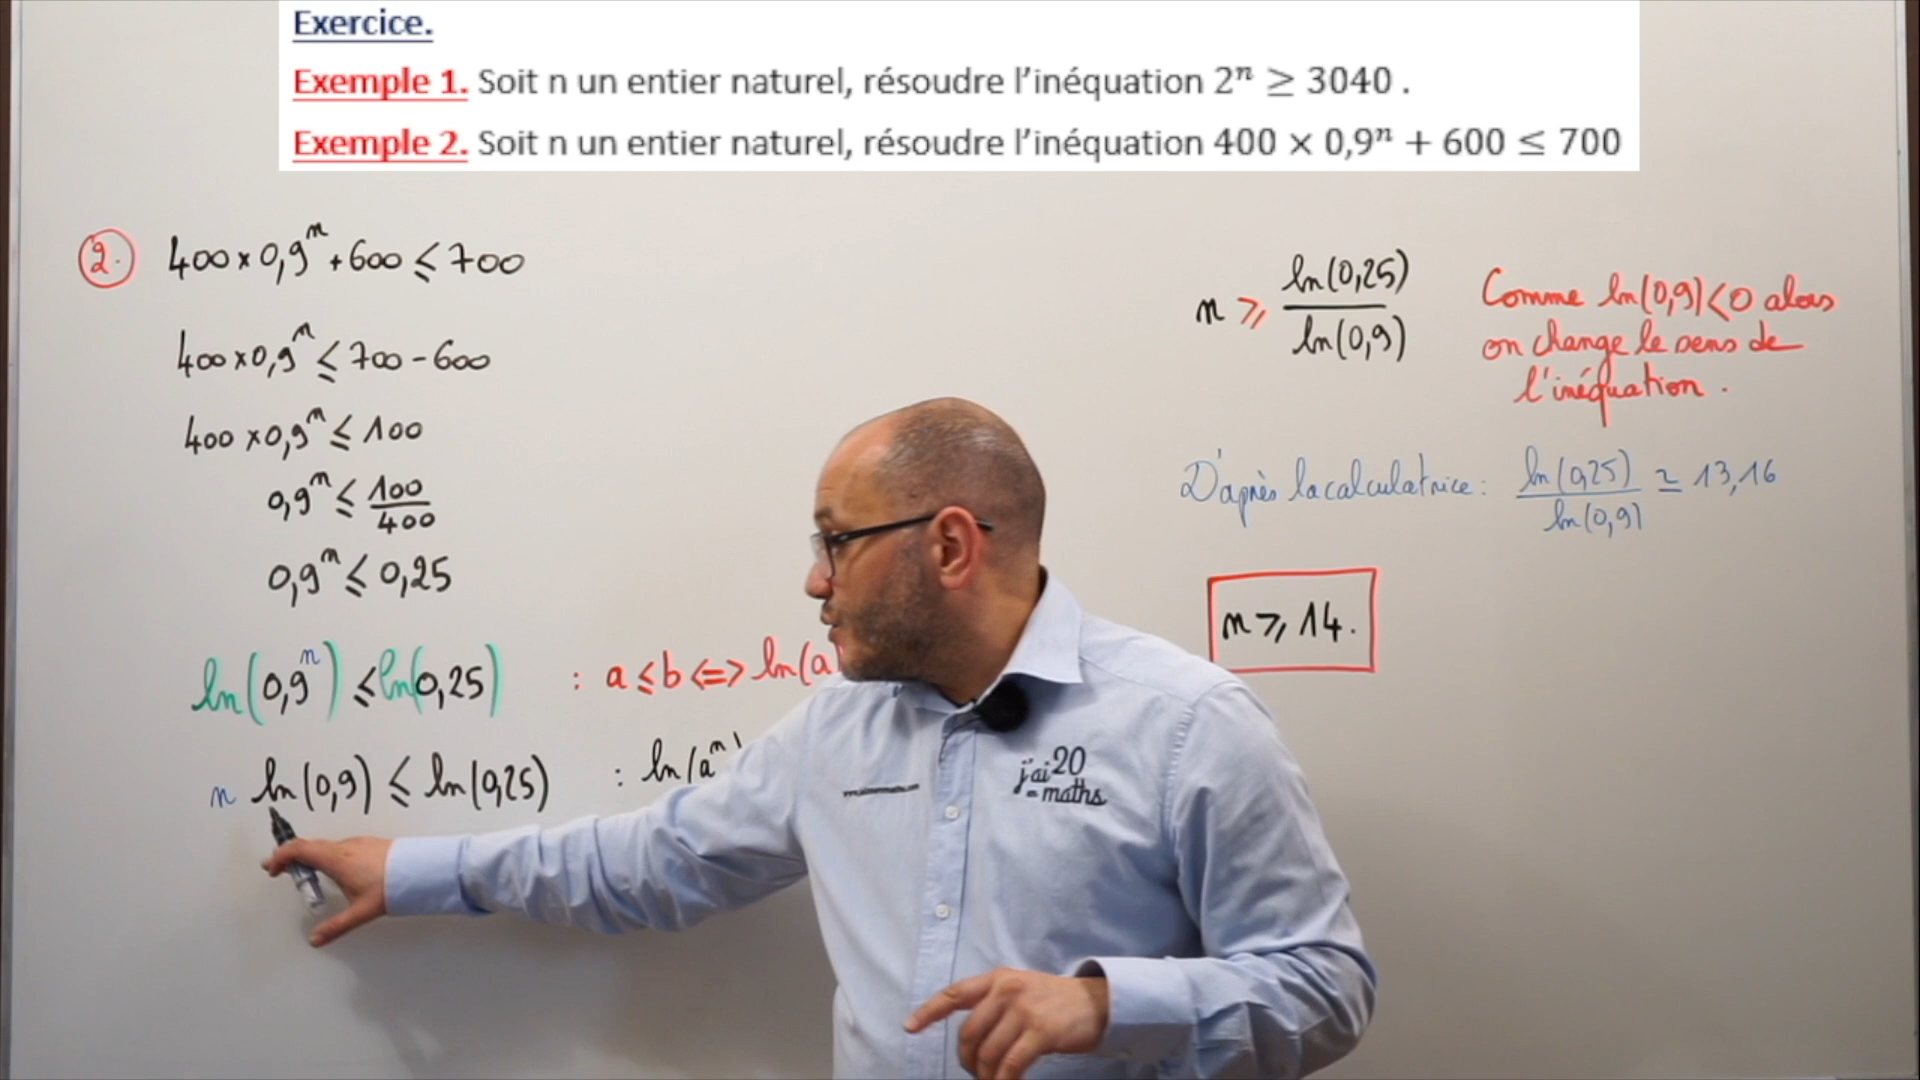 Exercice.
Exemple 1. Soit n un entier naturel, résoudre l'inéquation 2ⁿ ≥ 3040 .
Exemple 2. Soit n un entier naturel, résoudre l'inéquation 400 × 0,9ⁿ + 600 ≤ 700
2. 400 × 0,9ⁿ + 600 ≤ 700
400 × 0,9ⁿ ≤ 700 - 600
400 × 0,9ⁿ ≤ 100
0,9ⁿ ≤ 100/400
0,9ⁿ ≤ 0,25
ln(0,9ⁿ) ≤ ln(0,25) : a ≤ b <=> ln(a)
n ln(0,9) ≤ ln(0,25) : ln(aⁿ)
n ≥ ln(0,25)/ln(0,9)
Comme ln(0,9)<0 alors
on change le sens de
l'inéquation .
D'après la calculatrice : ln(0,25)/ln(0,9) ≃ 13,16
n ≥ 14.
j'ai 20
en maths